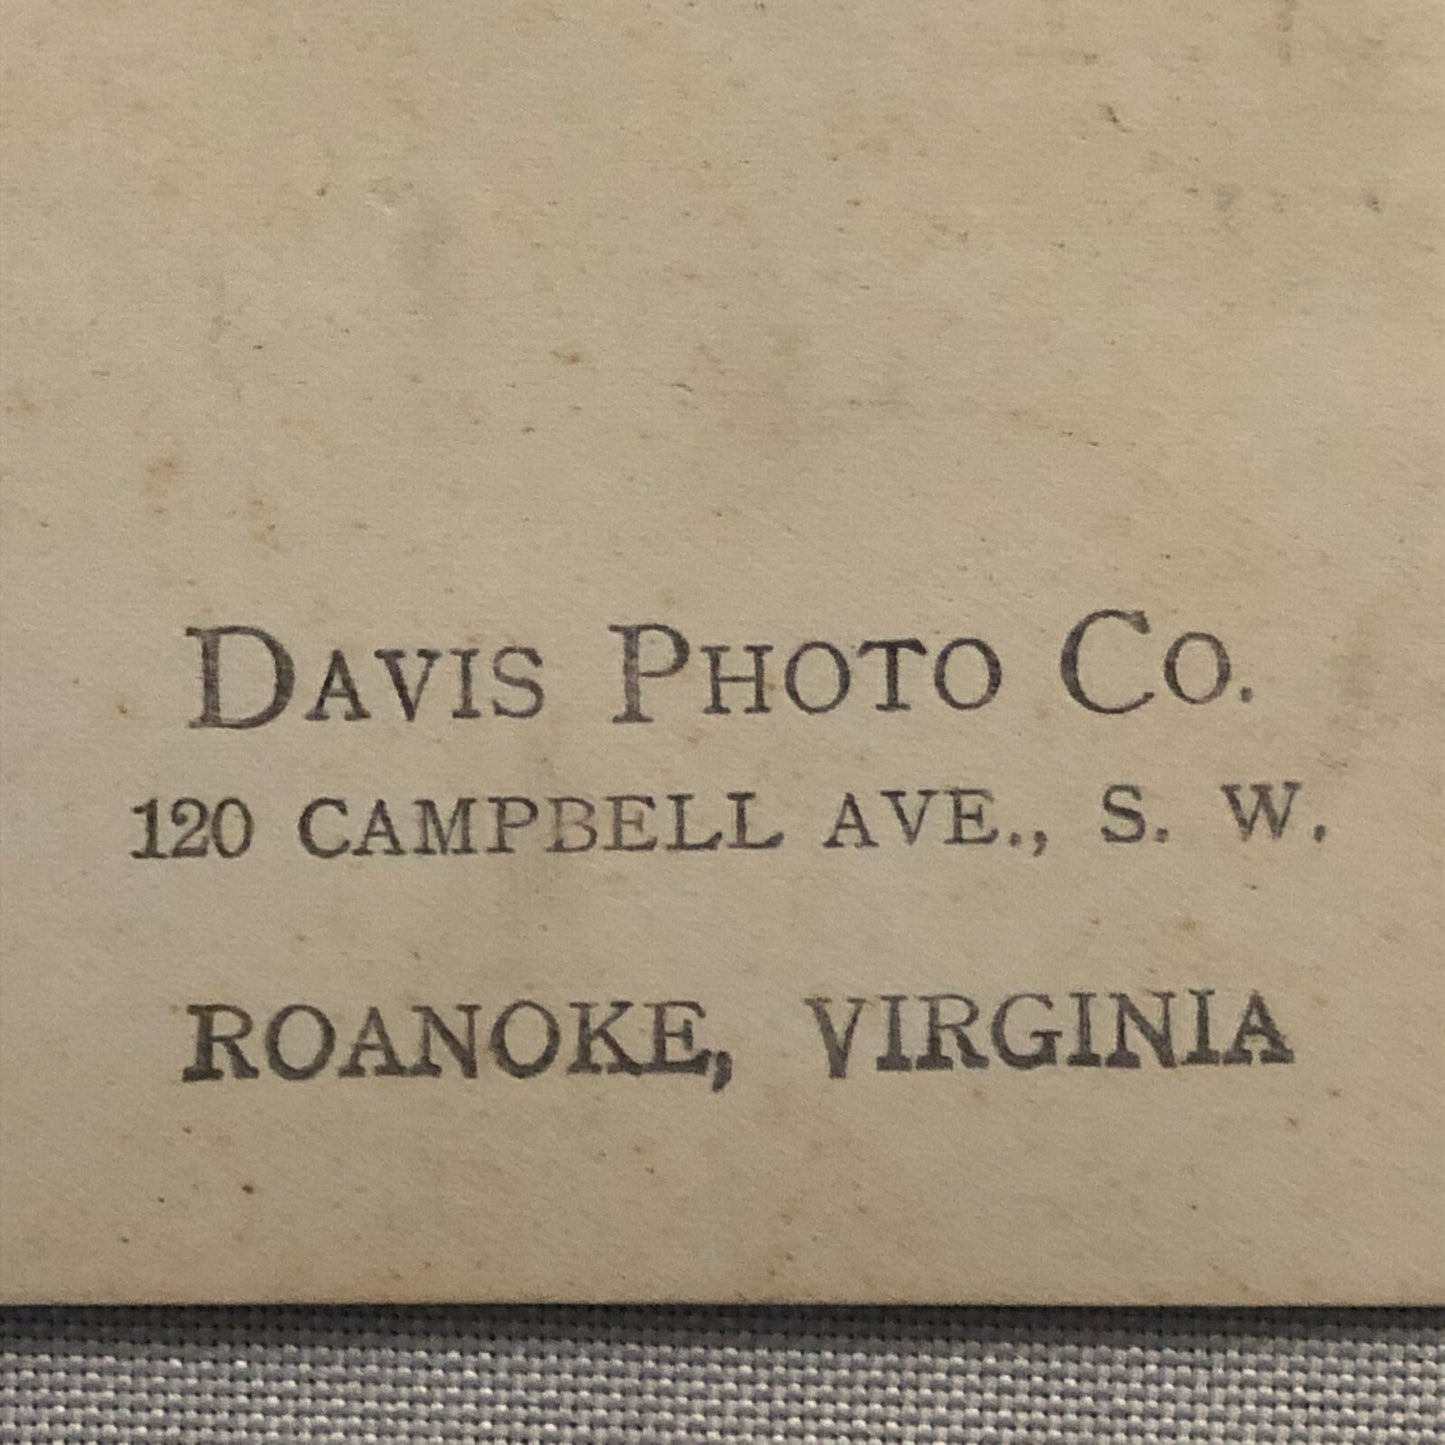 DAVIS PHOTO CO.
120 CAMPBELL AVE., S. W.
ROANOKE, VIRGINIA